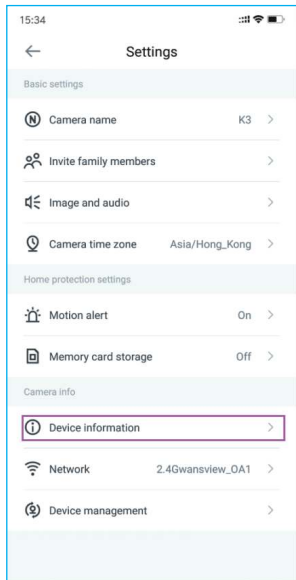 15:34
Settings
Basic settings
Camera name K3
Invite family members
Image and audio
Camera time zone Asia/Hong_Kong
Home protection settings
Motion alert On
Memory card storage Off
Camera info
Device information
Network 2.4Gwansview_OA1
Device management